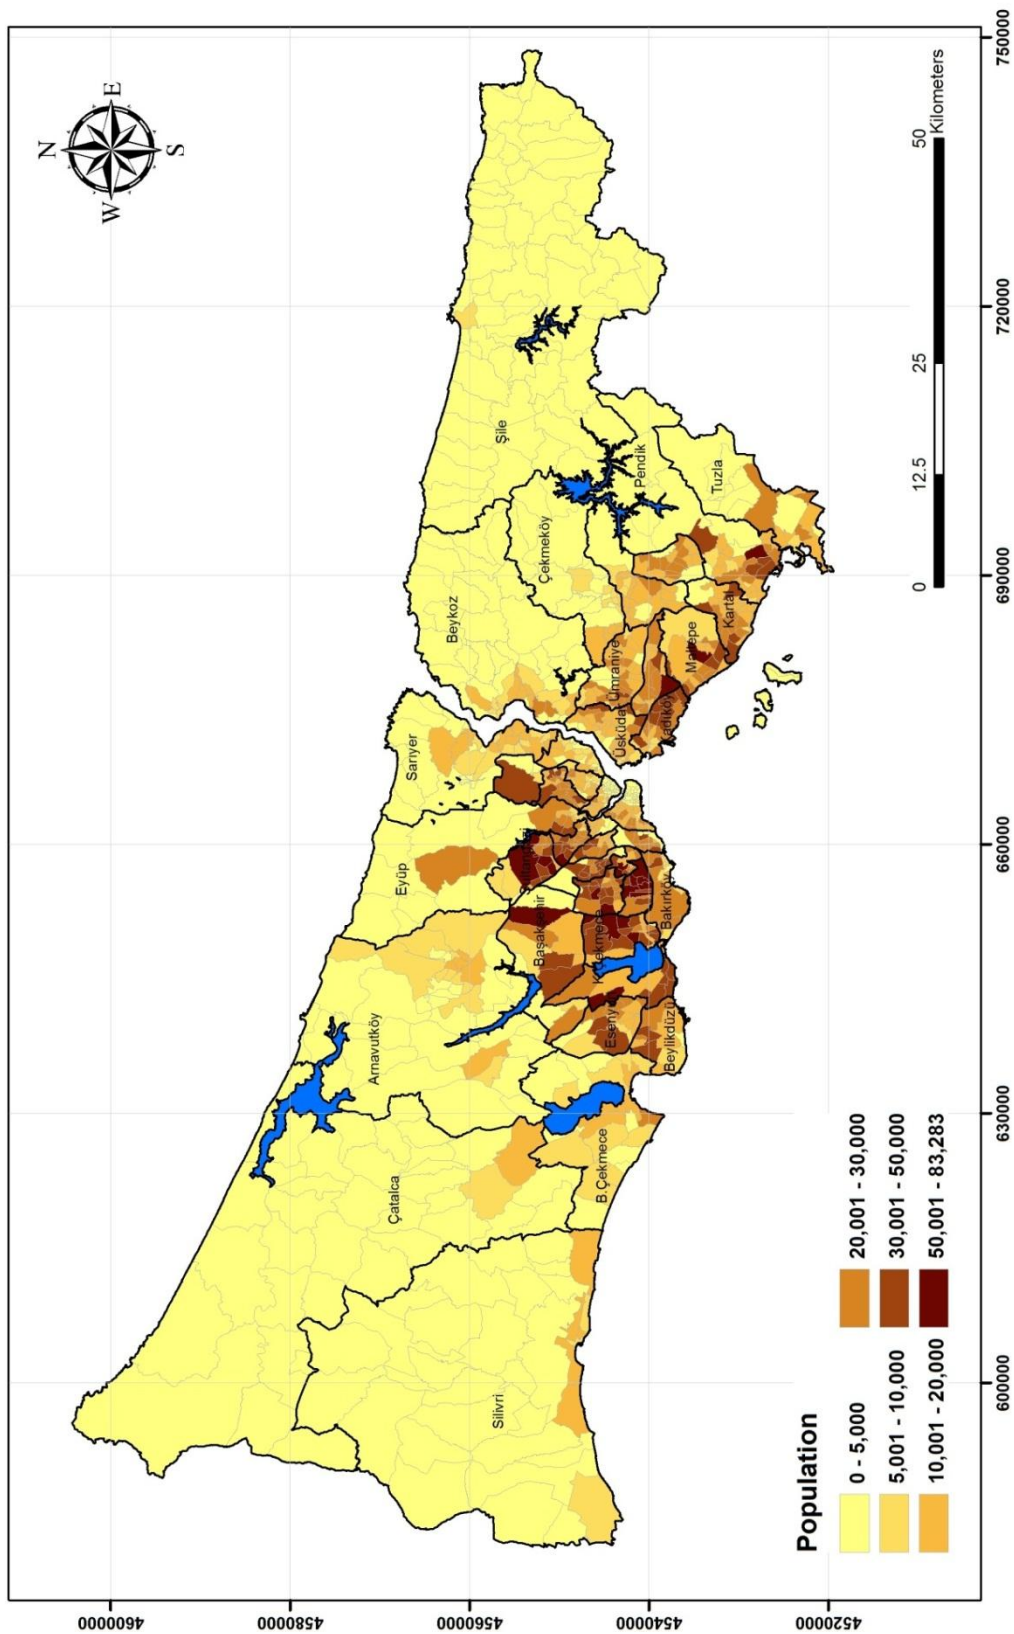 N
W E
S
Şile
Beykoz
Çekmeköy
Pendik
Tuzla
Ümraniye
Üsküdar
Maltepe
Kartal
Kadıköy
Sarıyer
Eyüp
Başakşehir
Bakırköy
Arnavutköy
Beylikdüzü
Çatalca
B.Çekmece
Silivri
Population
0 - 5,000
5,001 - 10,000
10,001 - 20,000
20,001 - 30,000
30,001 - 50,000
50,001 - 83,283
0 12.5 25 50
Kilometers
600000 630000 660000 690000 720000 750000
4600000
4580000
4560000
4540000
4520000